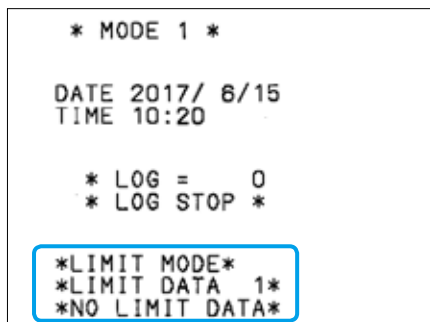 * MODE 1 *
DATE 2017/ 6/15
TIME 10:20
* LOG = 0
* LOG STOP *
*LIMIT MODE*
*LIMIT DATA 1*
*NO LIMIT DATA*